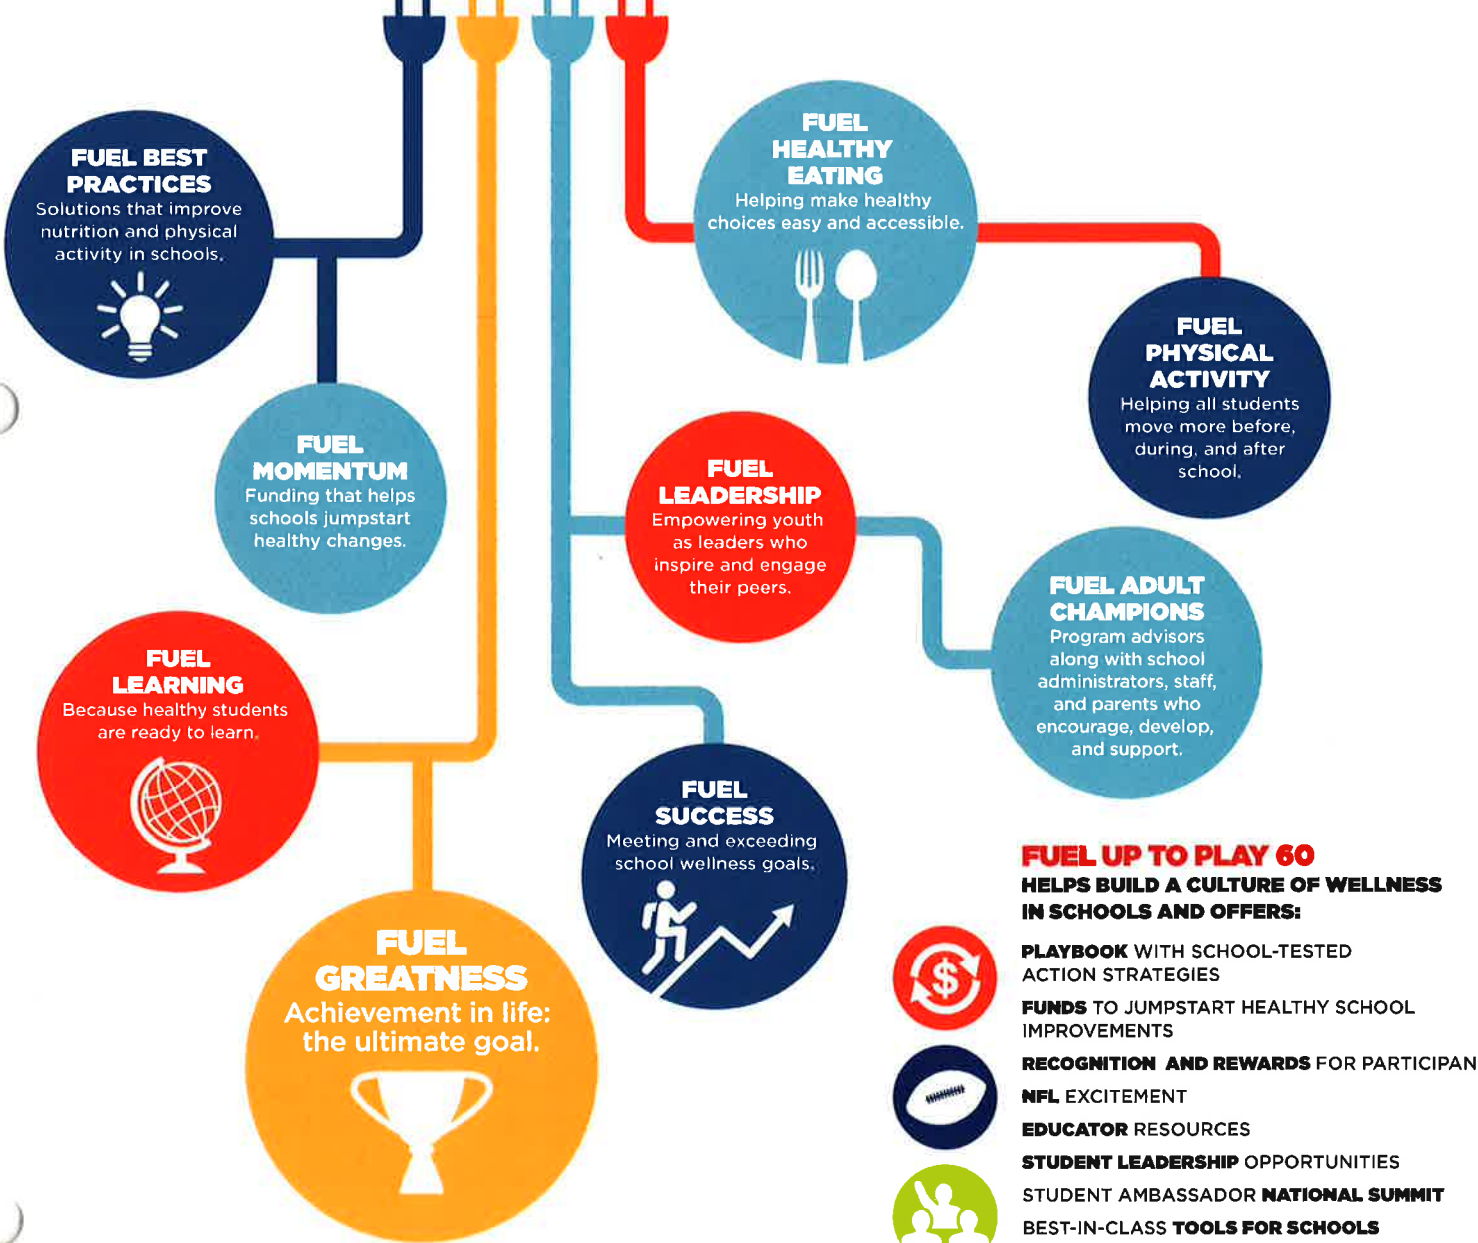 FUEL BEST
PRACTICES
Solutions that improve
nutrition and physical
activity in schools.
FUEL
HEALTHY
EATING
Helping make healthy
choices easy and accessible.
FUEL
PHYSICAL
ACTIVITY
Helping all students
move more before,
during, and after
school.
FUEL
MOMENTUM
Funding that helps
schools jumpstart
healthy changes.
FUEL
LEADERSHIP
Empowering youth
as leaders who
inspire and engage
their peers.
FUEL ADULT
CHAMPIONS
Program advisors
along with school
administrators, staff,
and parents who
encourage, develop,
and support.
FUEL
LEARNING
Because healthy students
are ready to learn.
FUEL
SUCCESS
Meeting and exceeding
school wellness goals.
FUEL
GREATNESS
Achievement in life:
the ultimate goal.
FUEL UP TO PLAY 60
HELPS BUILD A CULTURE OF WELLNESS
IN SCHOOLS AND OFFERS:
$
PLAYBOOK WITH SCHOOL-TESTED
ACTION STRATEGIES
FUNDS TO JUMPSTART HEALTHY SCHOOL
IMPROVEMENTS
RECOGNITION AND REWARDS FOR PARTICIPAN
NFL EXCITEMENT
EDUCATOR RESOURCES
STUDENT LEADERSHIP OPPORTUNITIES
STUDENT AMBASSADOR NATIONAL SUMMIT
BEST-IN-CLASS TOOLS FOR SCHOOLS